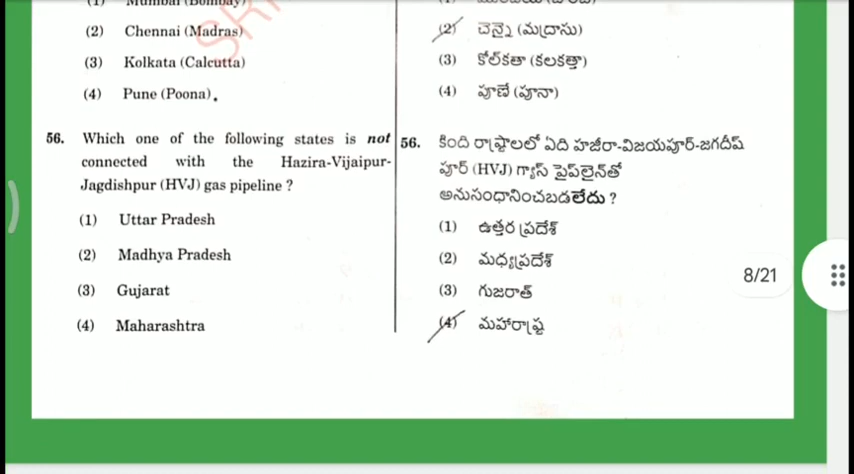 (1) Mumbai (Bombay)
(2) Chennai (Madras)
(3) Kolkata (Calcutta)
(4) Pune (Poona).
(2) చెన్నై (మద్రాసు)
(3) కోల్‌కతా (కలకత్తా)
(4) పూణే (పూనా)
56. Which one of the following states is not
connected with the Hazira-Vijaipur-
Jagdishpur (HVJ) gas pipeline ?
(1) Uttar Pradesh
(2) Madhya Pradesh
(3) Gujarat
(4) Maharashtra
56. కింది రాష్ట్రాలలో ఏది హజీరా-విజయపూర్-జగదీష్
పూర్ (HVJ) గ్యాస్ పైప్‌లైన్‌తో
అనుసంధానించబడలేదు ?
(1) ఉత్తర ప్రదేశ్
(2) మధ్యప్రదేశ్
(3) గుజరాత్
(4) మహారాష్ట్ర
8/21